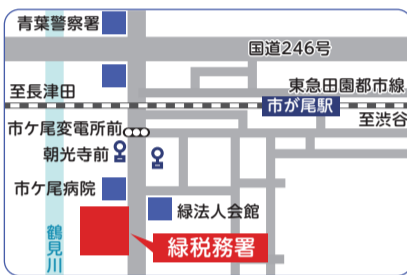 青葉警察署
国道246号
至長津田
東急田園都市線
市が尾駅
至渋谷
市ケ尾変電所前
朝光寺前
市ケ尾病院
緑法人会館
鶴見川
緑税務署